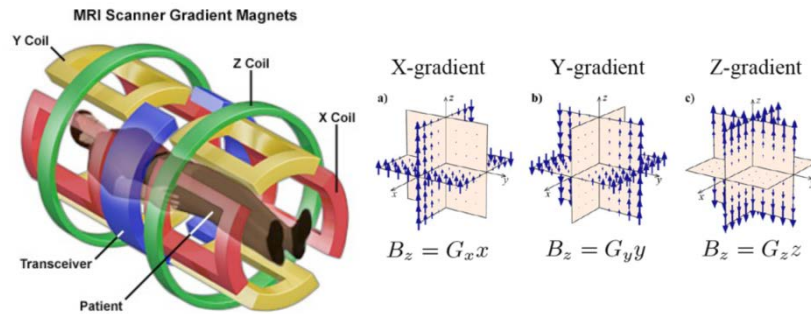 MRI Scanner Gradient Magnets
Y Coil
Z Coil
X Coil
Transceiver
Patient
X-gradient
Y-gradient
Z-gradient
a)
z
x
b)
z
y
x
c)
z
y
x
B_z = G_x x
B_z = G_y y
B_z = G_z z